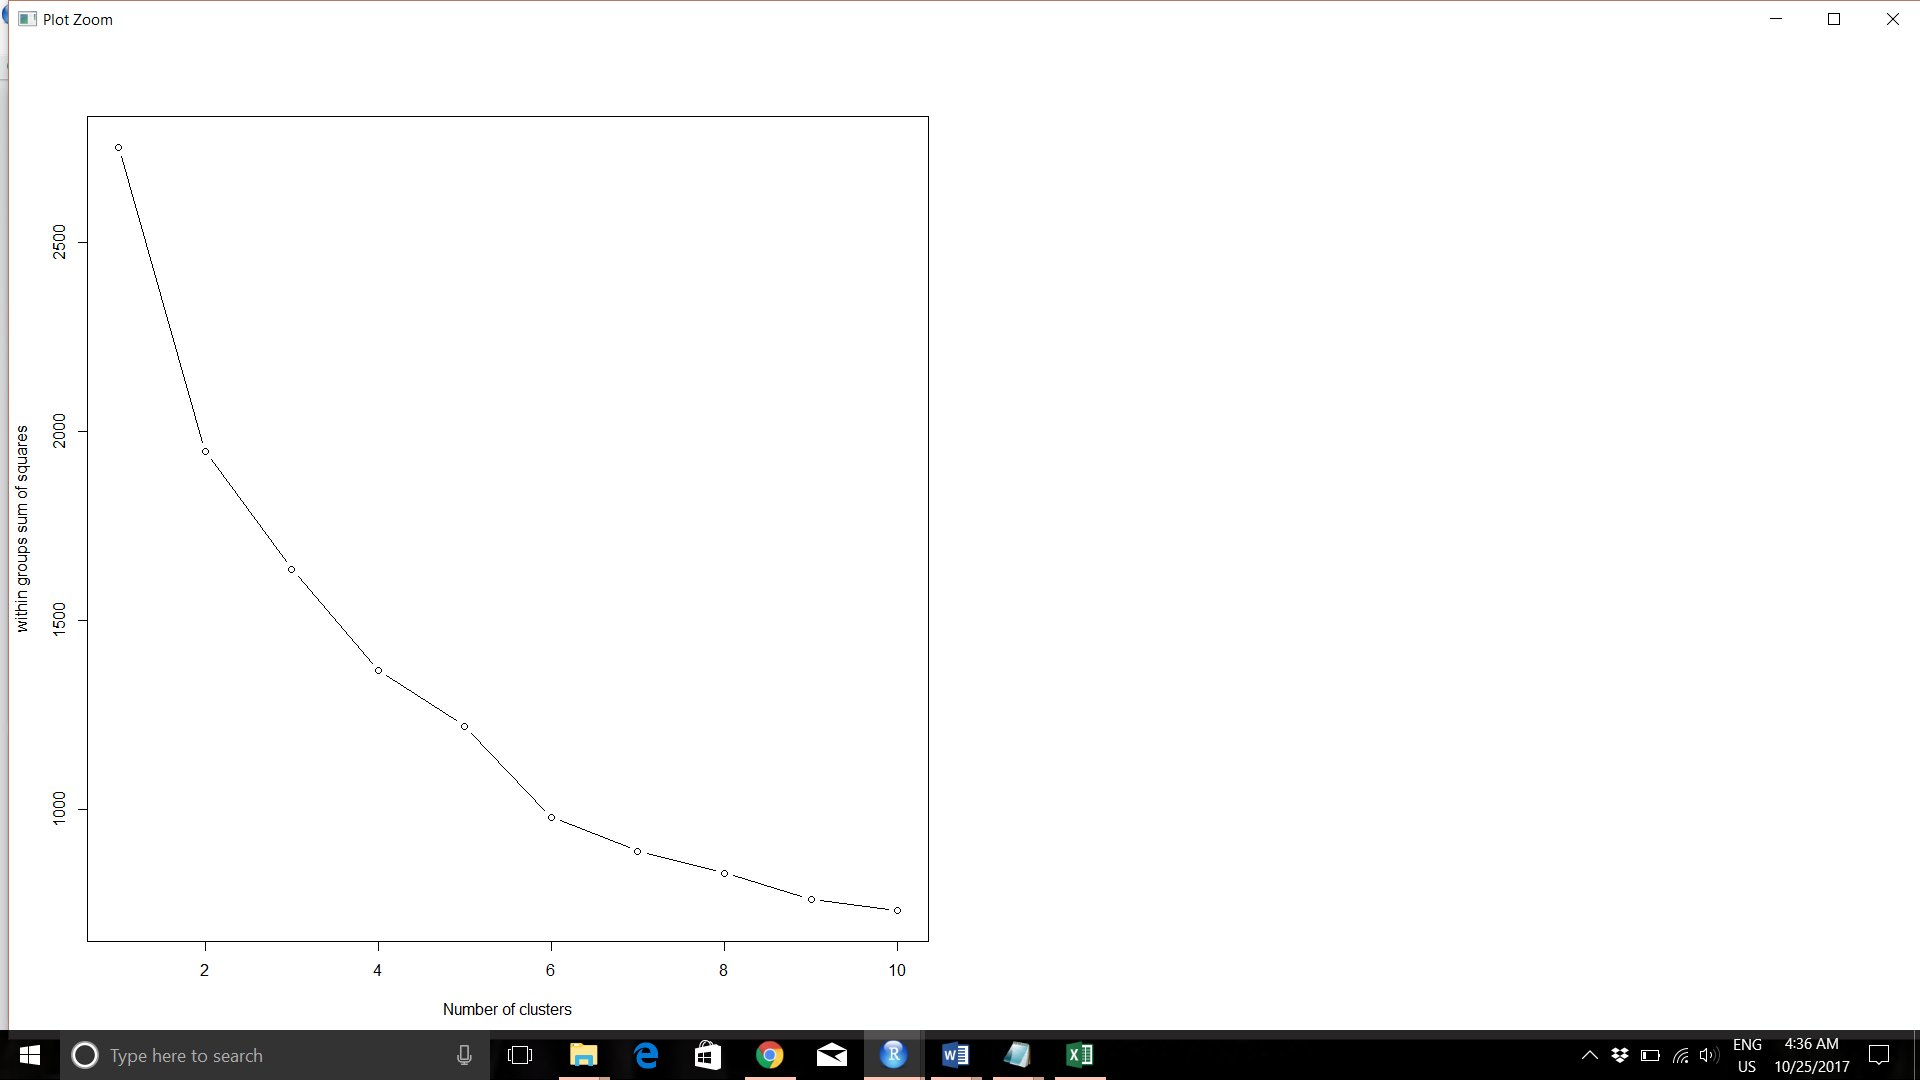 Plot Zoom
2500
2000
1500
1000
within groups sum of squares
2
4
6
8
10
Number of clusters
Type here to search
ENG
US
4:36 AM
10/25/2017